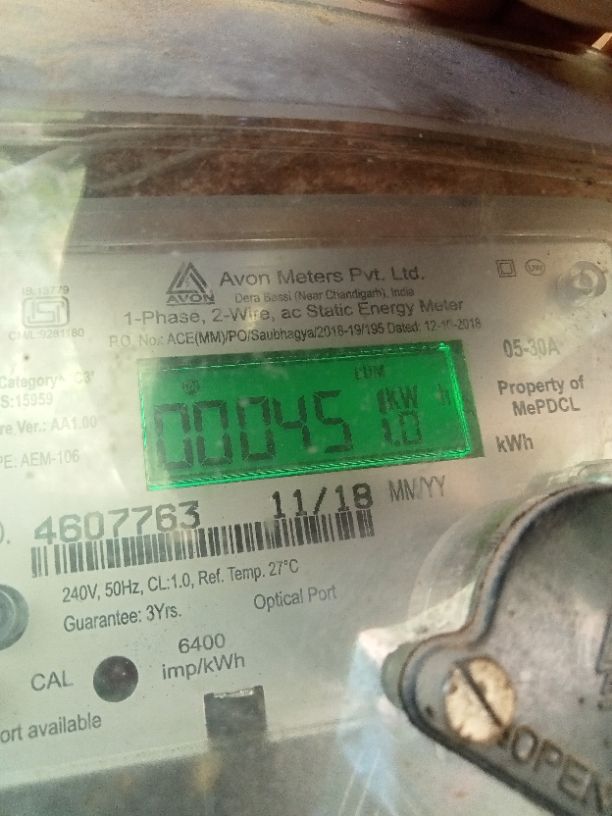 IS:13779
Avon Meters Pvt. Ltd.
AVON
Dera Bassi (Near Chandigarh), India
CM/L:9281180
1-Phase, 2-Wire, ac Static Energy Meter
P.O. No.: ACE(MM)/PO/Saubhagya/2018-19/195 Dated: 12-10-2018
05-30A
Category
S:15959
re Ver.: AA1.00
PE: AEM-106
CUM
KW h
00045 1.0
Property of
MePDCL
kWh
4607763 11/18 MM/YY
240V, 50Hz, CL:1.0, Ref. Temp. 27°C
Guarantee: 3Yrs. Optical Port
6400
imp/kWh
CAL
ort available
OPEN